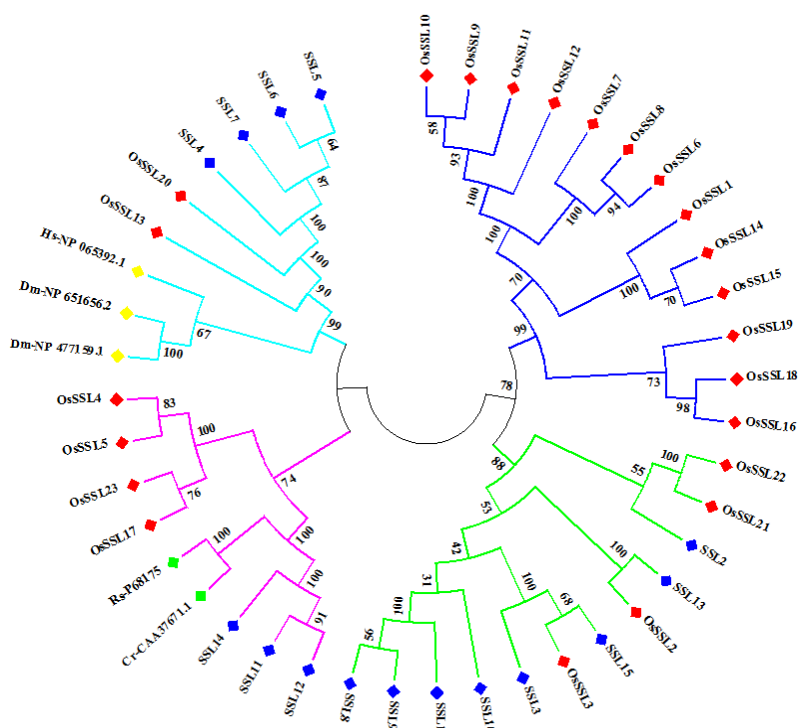 OsSSL10
OsSSL9
OsSSL11
OsSSL12
OsSSL7
OsSSL8
OsSSL6
OsSSL1
OsSSL14
OsSSL15
OsSSL19
OsSSL18
OsSSL16
OsSSL22
OsSSL21
SSL2
SSL13
OsSSL2
SSL15
OsSSL3
SSL3
SSL8
SSL12
SSL11
SSL14
Cr-CAA37671.1
Rs-P68175
OsSSL17
OsSSL23
OsSSL5
OsSSL4
Dm-NP 477159.1
Dm-NP 651656.2
Hs-NP 065392.1
OsSSL13
OsSSL20
SSL4
SSL7
SSL6
SSL5
58
93
100
100
94
100
70
100
70
99
73
98
78
88
55
100
53
100
42
100
68
31
100
56
74
100
83
76
100
100
100
91
99
67
100
90
100
100
87
64